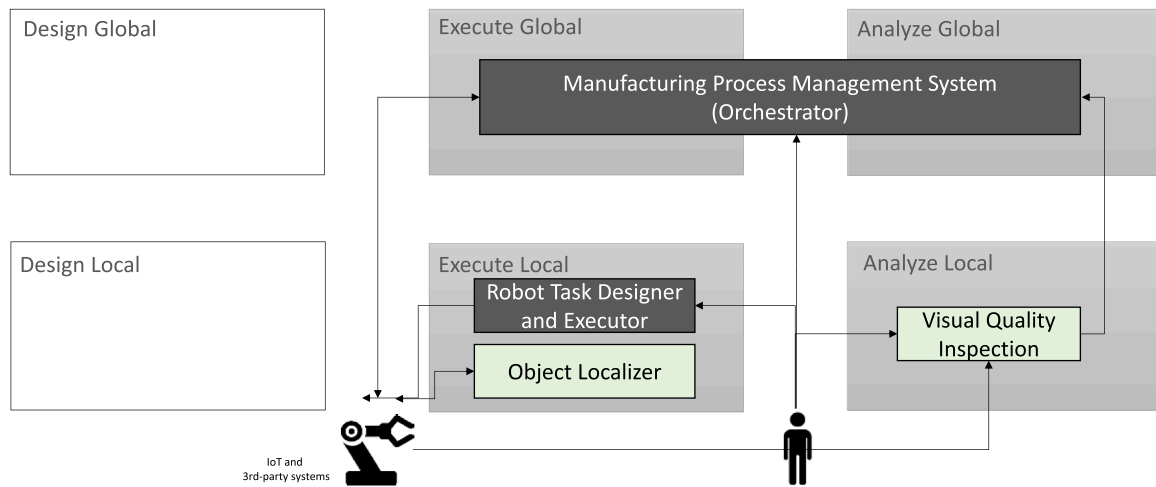 Design Global
Execute Global
Analyze Global
Manufacturing Process Management System
(Orchestrator)
Design Local
Execute Local
Analyze Local
Robot Task Designer
and Executor
Visual Quality
Inspection
Object Localizer
IoT and
3rd-party systems